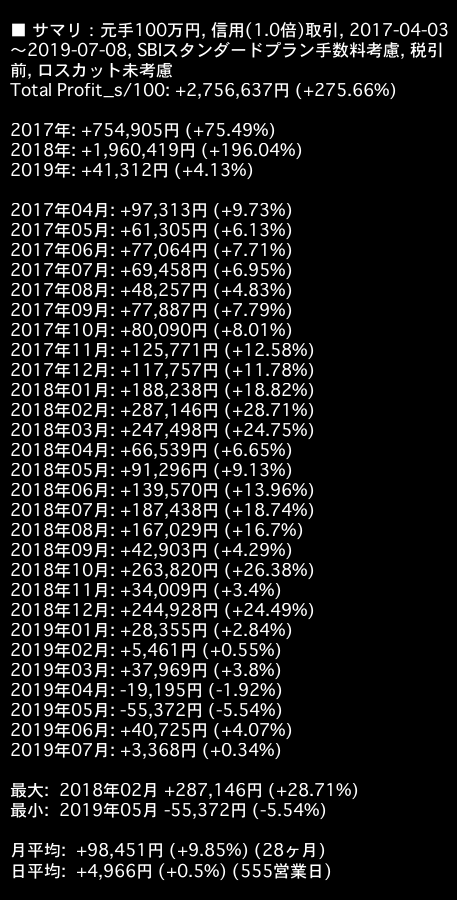 ■ サマリ：元手100万円, 信用(1.0倍)取引, 2017-04-03
～2019-07-08, SBIスタンダードプラン手数料考慮, 税引
前, ロスカット未考慮
Total Profit_s/100: +2,756,637円 (+275.66%)
2017年: +754,905円 (+75.49%)
2018年: +1,960,419円 (+196.04%)
2019年: +41,312円 (+4.13%)
2017年04月: +97,313円 (+9.73%)
2017年05月: +61,305円 (+6.13%)
2017年06月: +77,064円 (+7.71%)
2017年07月: +69,458円 (+6.95%)
2017年08月: +48,257円 (+4.83%)
2017年09月: +77,887円 (+7.79%)
2017年10月: +80,090円 (+8.01%)
2017年11月: +125,771円 (+12.58%)
2017年12月: +117,757円 (+11.78%)
2018年01月: +188,238円 (+18.82%)
2018年02月: +287,146円 (+28.71%)
2018年03月: +247,498円 (+24.75%)
2018年04月: +66,539円 (+6.65%)
2018年05月: +91,296円 (+9.13%)
2018年06月: +139,570円 (+13.96%)
2018年07月: +187,438円 (+18.74%)
2018年08月: +167,029円 (+16.7%)
2018年09月: +42,903円 (+4.29%)
2018年10月: +263,820円 (+26.38%)
2018年11月: +34,009円 (+3.4%)
2018年12月: +244,928円 (+24.49%)
2019年01月: +28,355円 (+2.84%)
2019年02月: +5,461円 (+0.55%)
2019年03月: +37,969円 (+3.8%)
2019年04月: -19,195円 (-1.92%)
2019年05月: -55,372円 (-5.54%)
2019年06月: +40,725円 (+4.07%)
2019年07月: +3,368円 (+0.34%)
最大: 2018年02月 +287,146円 (+28.71%)
最小: 2019年05月 -55,372円 (-5.54%)
月平均: +98,451円 (+9.85%) (28ヶ月)
日平均: +4,966円 (+0.5%) (555営業日)